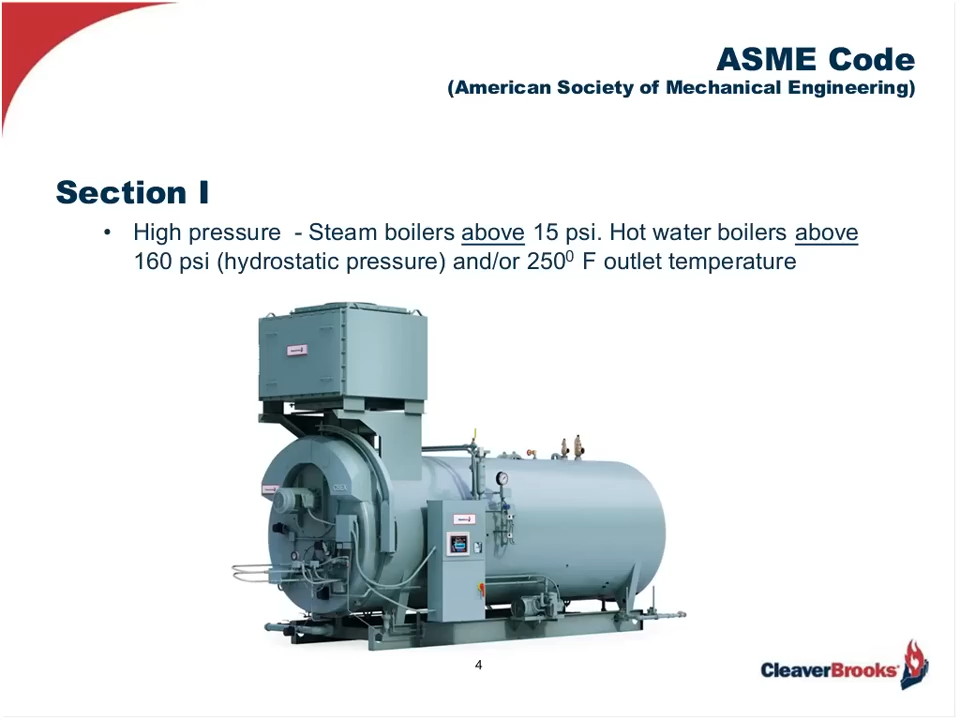 ASME Code
(American Society of Mechanical Engineering)
Section I
• High pressure - Steam boilers above 15 psi. Hot water boilers above
160 psi (hydrostatic pressure) and/or 250⁰ F outlet temperature
4
CleaverBrooks